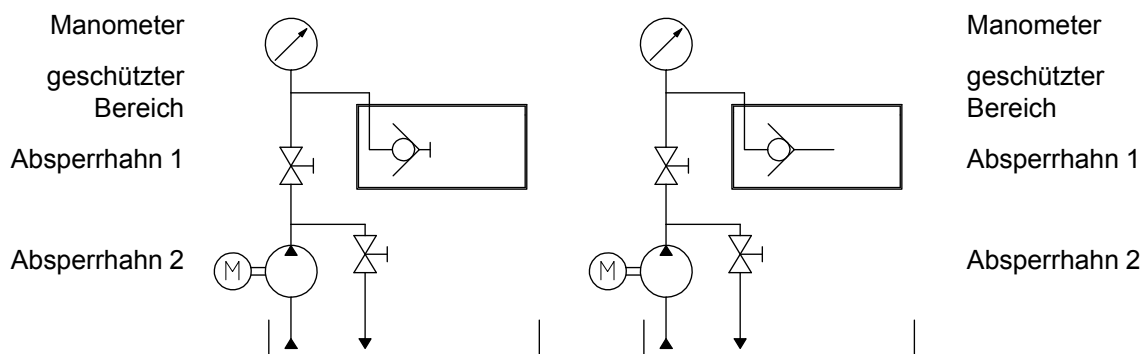 Manometer
geschützter
Bereich
Absperrhahn 1
Absperrhahn 2
M
M
Manometer
geschützter
Bereich
Absperrhahn 1
Absperrhahn 2